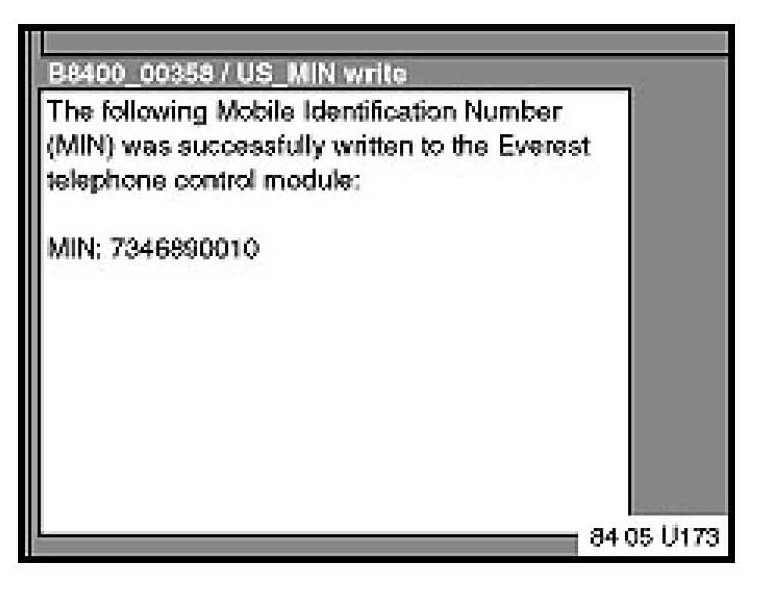 B8400_00358 / US_MIN write
The following Mobile Identification Number
(MIN) was successfully written to the Everest
telephone control module:
MIN: 7346890010
84 05 U173